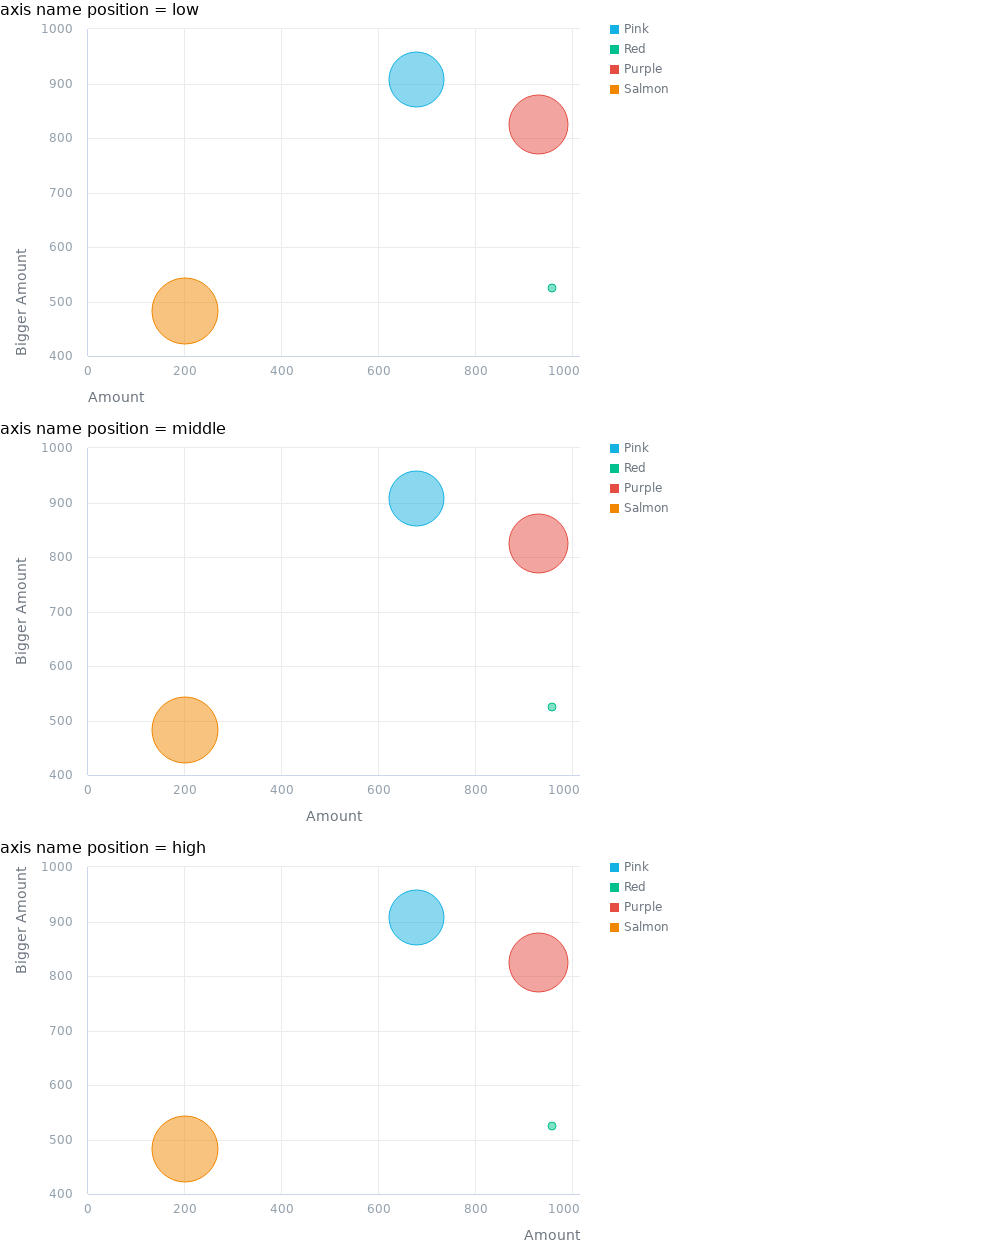 axis name position = low
1000
900
800
700
600
500
400
Bigger Amount
0 200 400 600 800 1000
Amount
Pink
Red
Purple
Salmon
axis name position = middle
1000
900
800
700
600
500
400
Bigger Amount
0 200 400 600 800 1000
Amount
Pink
Red
Purple
Salmon
axis name position = high
1000
900
800
700
600
500
400
Bigger Amount
0 200 400 600 800 1000
Amount
Pink
Red
Purple
Salmon